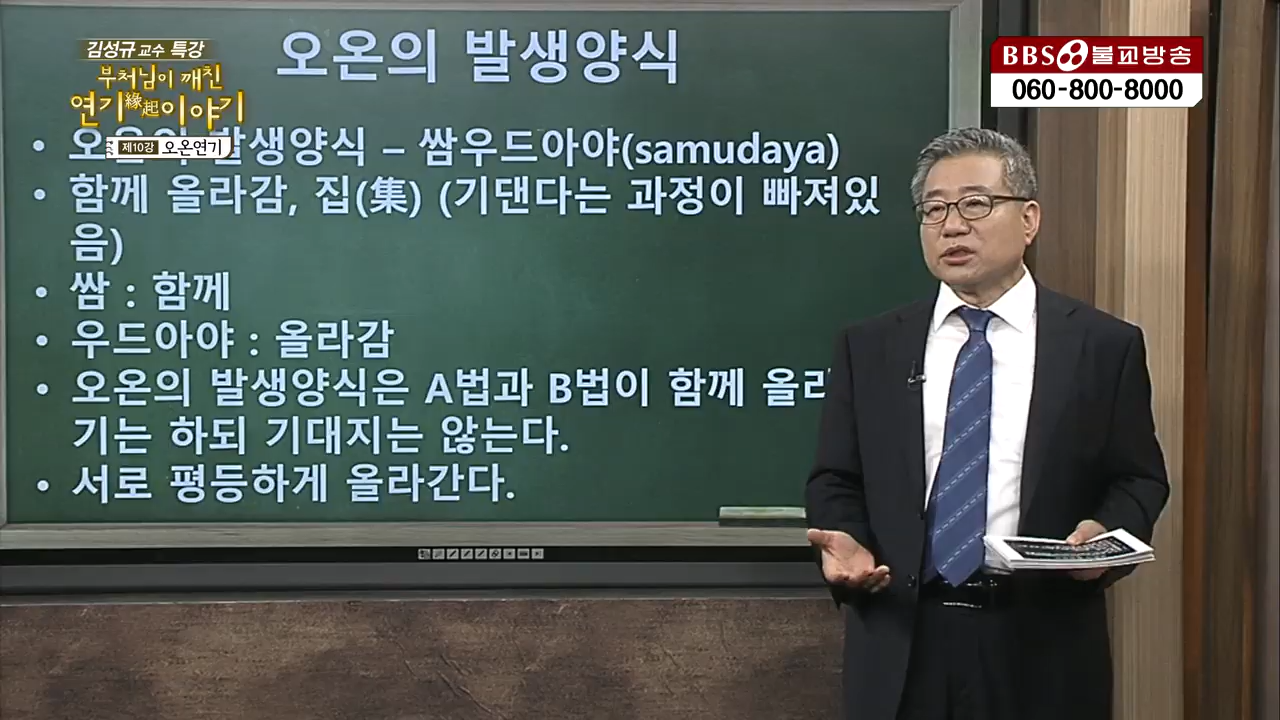 김성규 교수 특강
부처님이 깨친
연기緣起이야기
제10강 오온연기
BBS 불교방송
060-800-8000
오온의 발생양식
• 발생양식 – 쌈우드아야(samudaya)
• 함께 올라감, 집(集) (기댄다는 과정이 빠져있
음)
• 쌈 : 함께
• 우드아야 : 올라감
• 오온의 발생양식은 A법과 B법이 함께
기는 하되 기대지는 않는다.
• 서로 평등하게 올라간다.